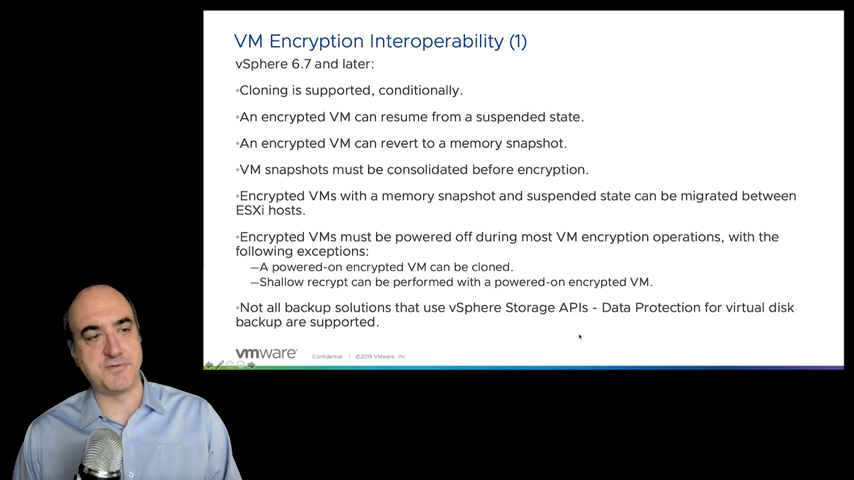 VM Encryption Interoperability (1)
vSphere 6.7 and later:
•Cloning is supported, conditionally.
•An encrypted VM can resume from a suspended state.
•An encrypted VM can revert to a memory snapshot.
•VM snapshots must be consolidated before encryption.
•Encrypted VMs with a memory snapshot and suspended state can be migrated between
ESXi hosts.
•Encrypted VMs must be powered off during most VM encryption operations, with the
following exceptions:
—A powered-on encrypted VM can be cloned.
—Shallow recrypt can be performed with a powered-on encrypted VM.
•Not all backup solutions that use vSphere Storage APIs - Data Protection for virtual disk
backup are supported.
vmware Confidential | ©2019 VMware, Inc.